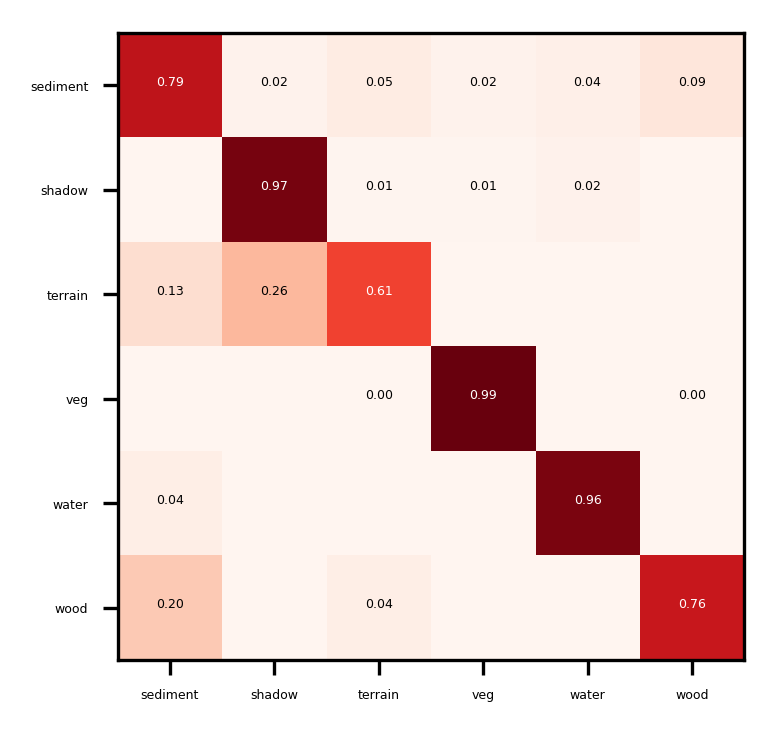 sediment 0.79 0.02 0.05 0.02 0.04 0.09
shadow 0.97 0.01 0.01 0.02
terrain 0.13 0.26 0.61
veg 0.00 0.99 0.00
water 0.04 0.96
wood 0.20 0.04 0.76
sediment shadow terrain veg water wood